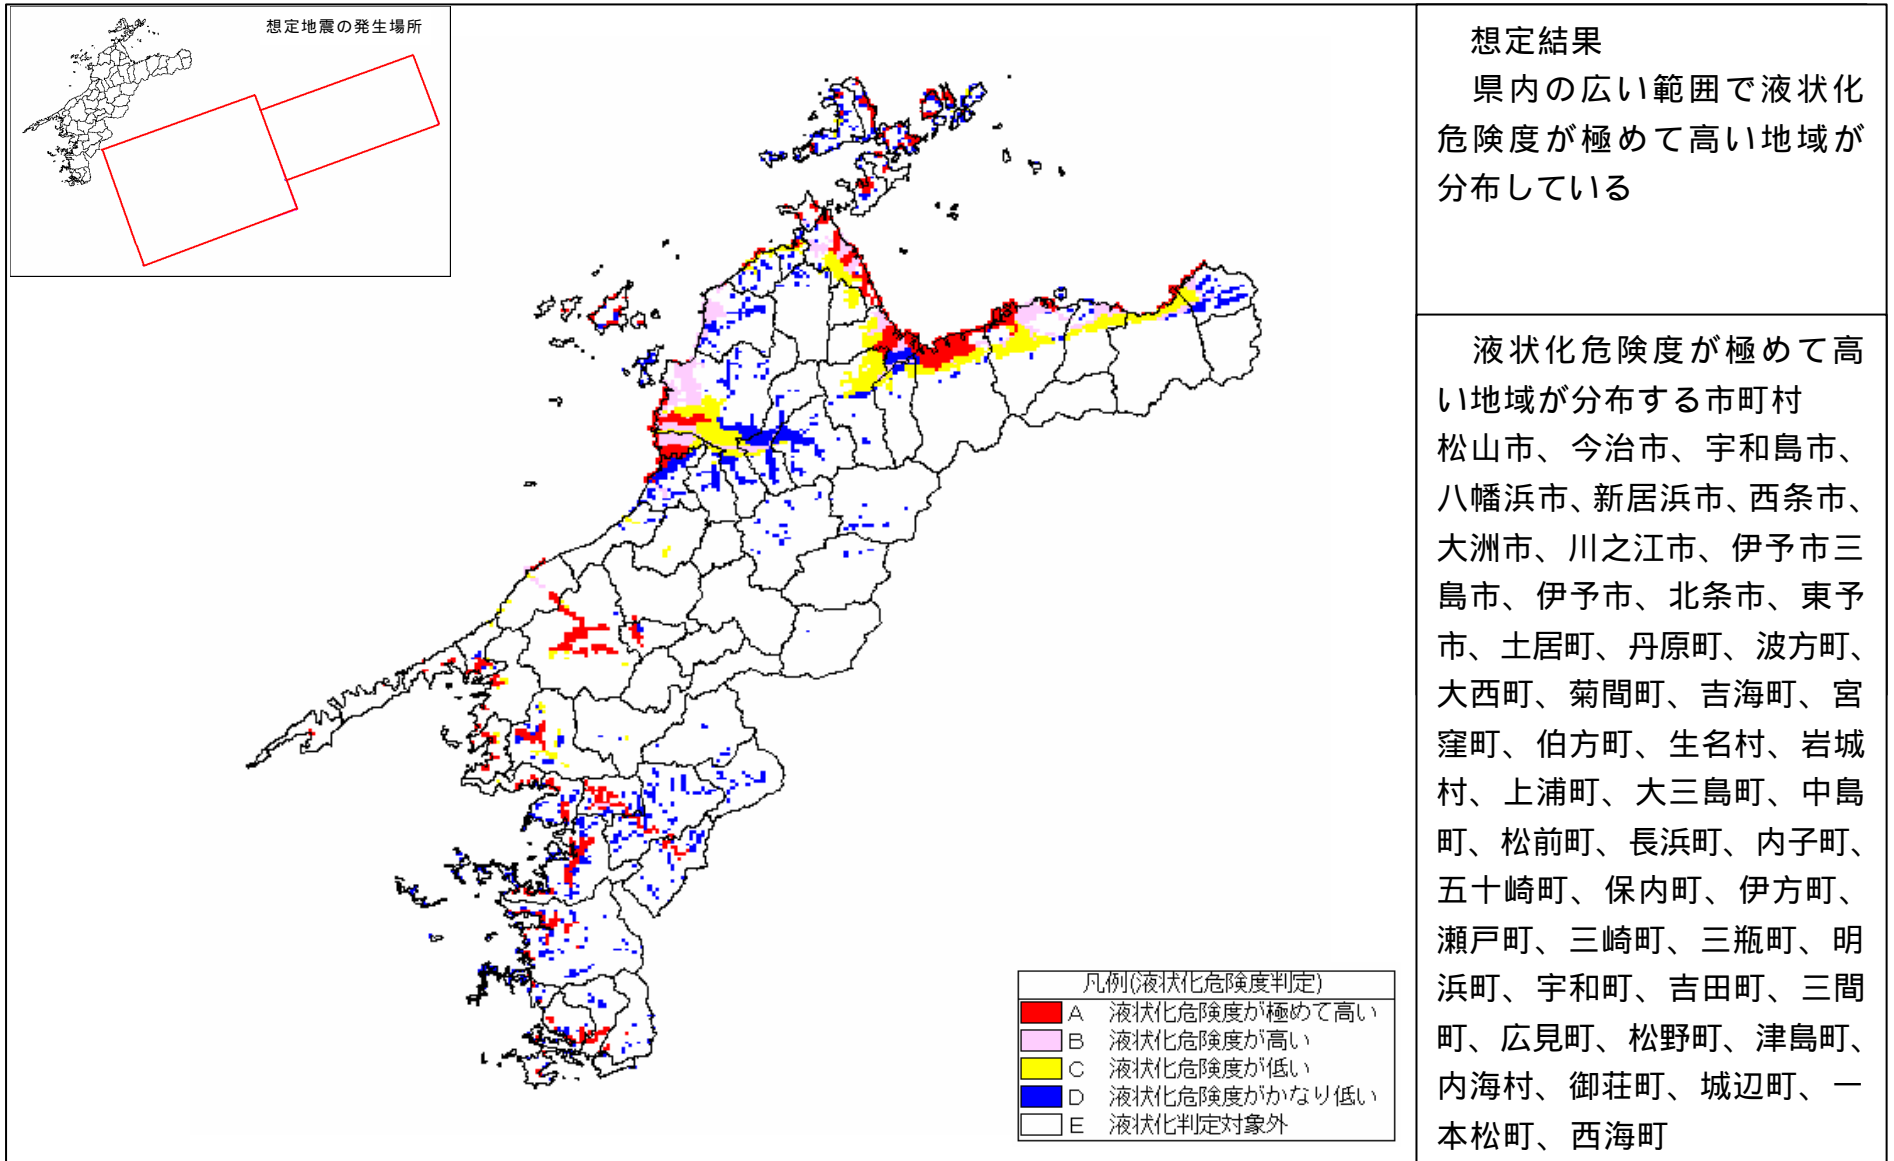 想定地震の発生場所
想定結果
県内の広い範囲で液状化
危険度が極めて高い地域が
分布している
液状化危険度が極めて高
い地域が分布する市町村
松山市、今治市、宇和島市、
八幡浜市、新居浜市、西条市、
大洲市、川之江市、伊予市三
島市、伊予市、北条市、東予
市、土居町、丹原町、波方町、
大西町、菊間町、吉海町、宮
窪町、伯方町、生名村、岩城
村、上浦町、大三島町、中島
町、松前町、長浜町、内子町、
五十崎町、保内町、伊方町、
瀬戸町、三崎町、三瓶町、明
浜町、宇和町、吉田町、三間
町、広見町、松野町、津島町、
内海村、御荘町、城辺町、一
本松町、西海町
凡例(液状化危険度判定)
A 液状化危険度が極めて高い
B 液状化危険度が高い
C 液状化危険度が低い
D 液状化危険度がかなり低い
E 液状化判定対象外